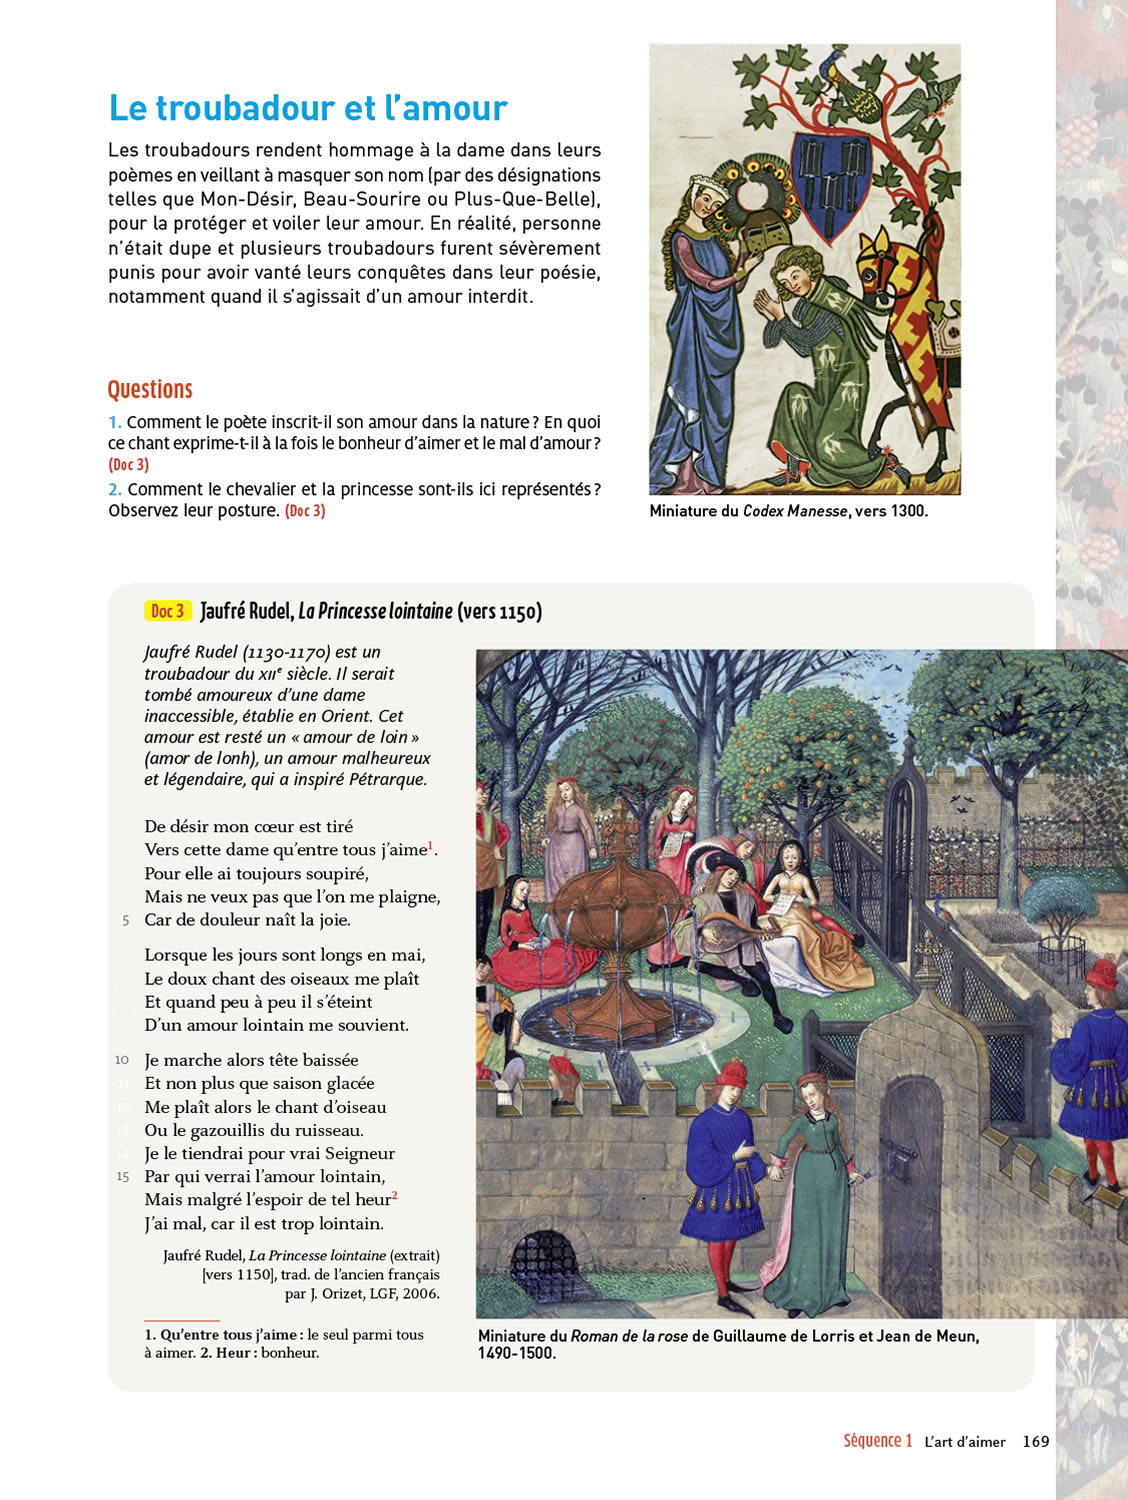 Le troubadour et l’amour
Les troubadours rendent hommage à la dame dans leurs
poèmes en veillant à masquer son nom (par des désignations
telles que Mon-Désir, Beau-Sourire ou Plus-Que-Belle),
pour la protéger et voiler leur amour. En réalité, personne
n’était dupe et plusieurs troubadours furent sévèrement
punis pour avoir vanté leurs conquêtes dans leur poésie,
notamment quand il s’agissait d’un amour interdit.
Questions
1. Comment le poète inscrit-il son amour dans la nature ? En quoi
ce chant exprime-t-il à la fois le bonheur d’aimer et le mal d’amour ?
(Doc 3)
2. Comment le chevalier et la princesse sont-ils ici représentés ?
Observez leur posture. (Doc 3)
Miniature du Codex Manesse, vers 1300.
Doc 3 Jaufré Rudel, La Princesse lointaine (vers 1150)
Jaufré Rudel (1130-1170) est un
troubadour du XIIe siècle. Il serait
tombé amoureux d’une dame
inaccessible, établie en Orient. Cet
amour est resté un « amour de loin »
(amor de lonh), un amour malheureux
et légendaire, qui a inspiré Pétrarque.
De désir mon cœur est tiré
Vers cette dame qu’entre tous j’aime1.
Pour elle ai toujours soupiré,
Mais ne veux pas que l’on me plaigne,
5 Car de douleur naît la joie.
Lorsque les jours sont longs en mai,
Le doux chant des oiseaux me plaît
Et quand peu à peu il s’éteint
D’un amour lointain me souvient.
10 Je marche alors tête baissée
11 Et non plus que saison glacée
12 Me plaît alors le chant d’oiseau
13 Ou le gazouillis du ruisseau.
14 Je le tiendrai pour vrai Seigneur
15 Par qui verrai l’amour lointain,
Mais malgré l’espoir de tel heur2
J’ai mal, car il est trop lointain.
Jaufré Rudel, La Princesse lointaine (extrait)
[vers 1150], trad. de l’ancien français
par J. Orizet, LGF, 2006.
1. Qu’entre tous j’aime : le seul parmi tous
à aimer. 2. Heur : bonheur.
Miniature du Roman de la rose de Guillaume de Lorris et Jean de Meun,
1490-1500.
Séquence 1 L’art d’aimer 169